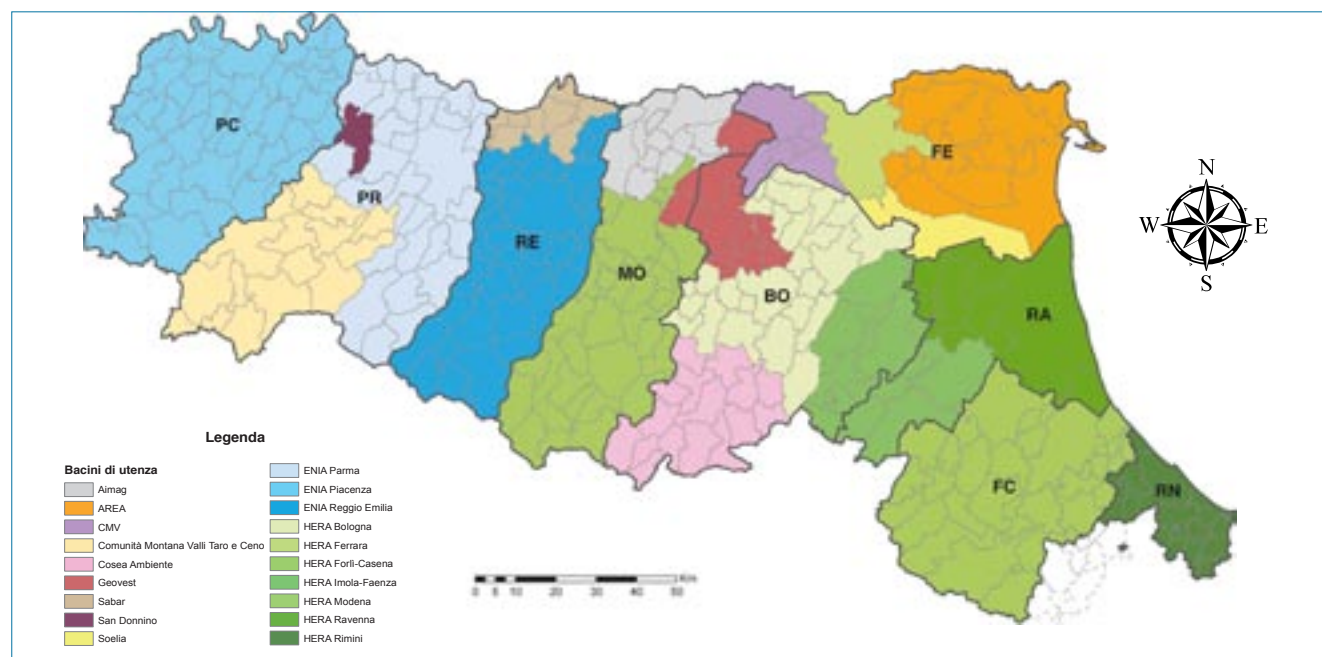 PC
PR
RE
MO
BO
FE
RA
FC
RN
N
W
E
S
Legenda
Bacini di utenza
Aimag
AREA
CMV
Comunità Montana Valli Taro e Ceno
Cosea Ambiente
Geovest
Sabar
San Donnino
Soelia
ENIA Parma
ENIA Piacenza
ENIA Reggio Emilia
HERA Bologna
HERA Ferrara
HERA Forlì-Casena
HERA Imola-Faenza
HERA Modena
HERA Ravenna
HERA Rimini
0 5 10 20 30 40 50
Km